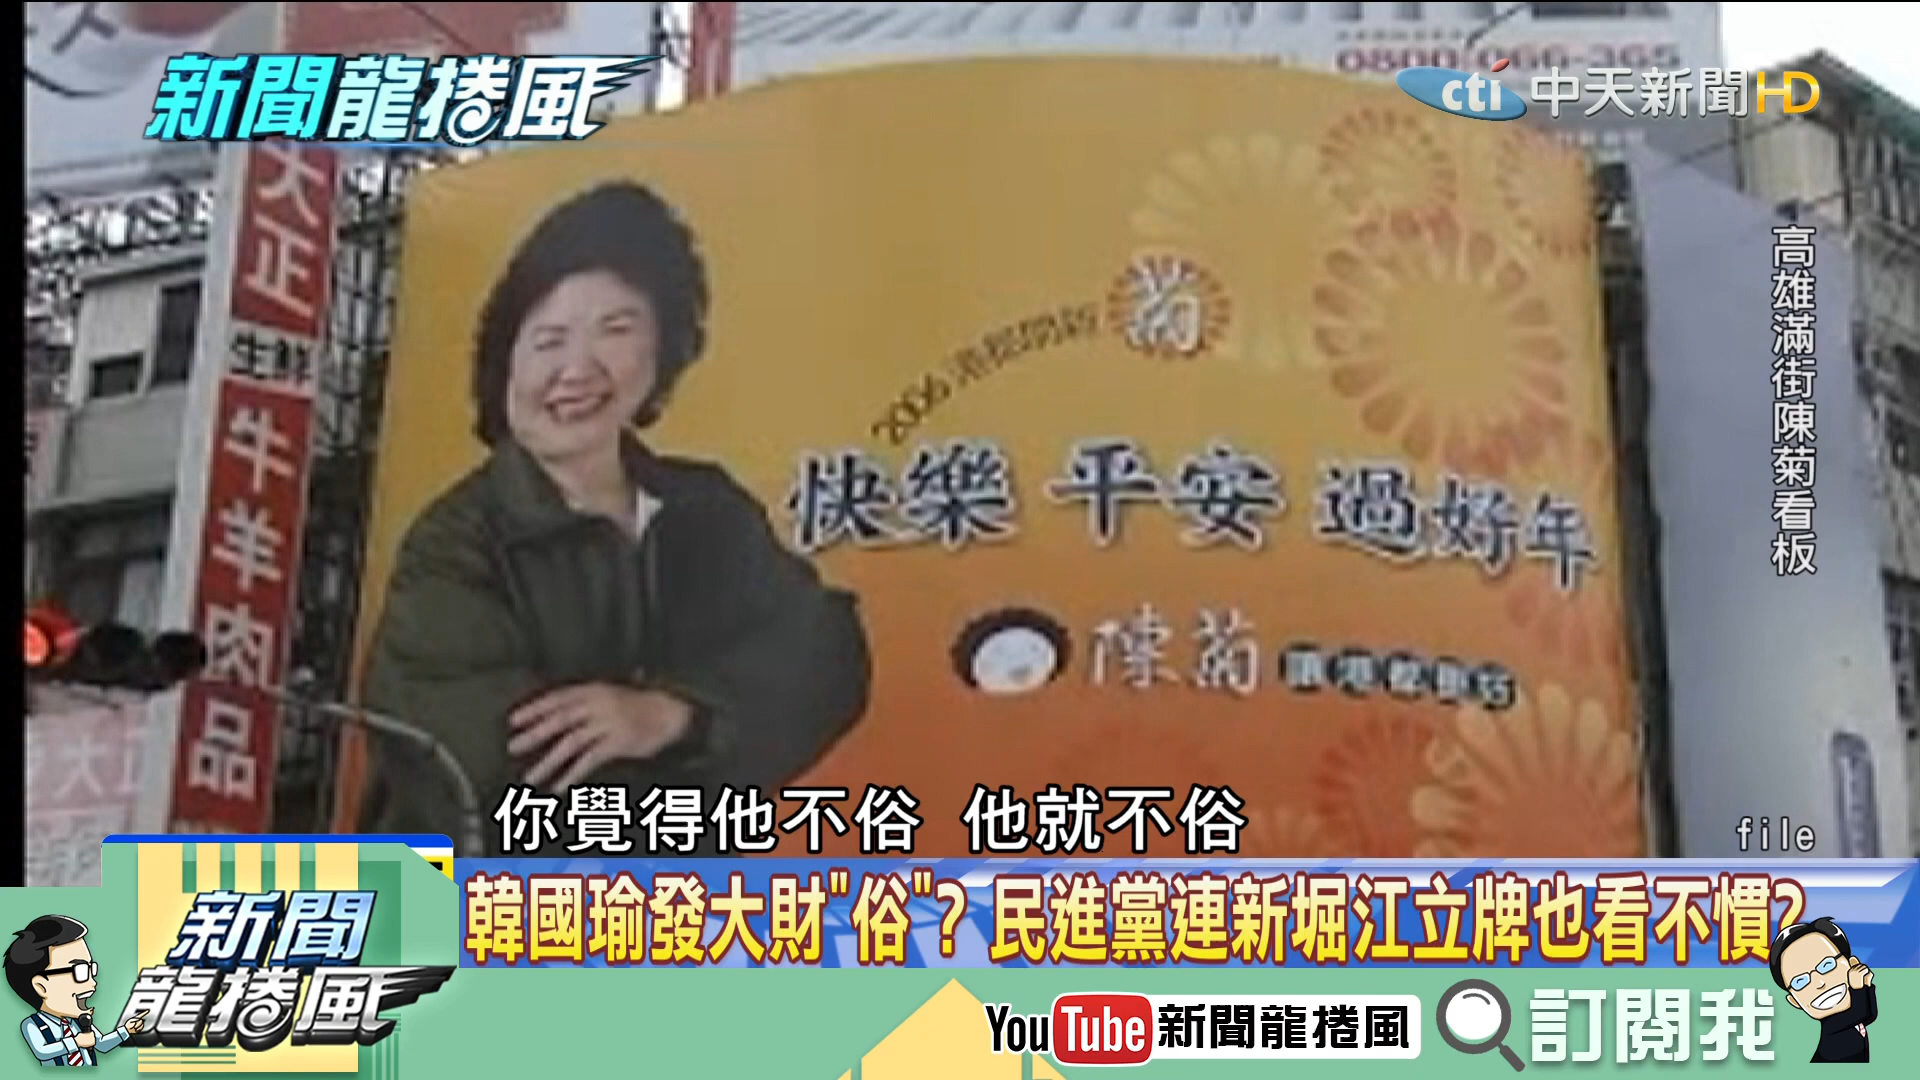 0800-066-365
新聞龍捲風
cti 中天新聞HD
大正
生鮮
牛羊肉品
高雄滿街陳菊看板
菊
快樂 平安 過好年
陳菊
你覺得他不俗 他就不俗
file
韓國瑜發大財"俗"? 民進黨連新堀江立牌也看不慣?
新聞
龍捲風
YouTube 新聞龍捲風
訂閱我